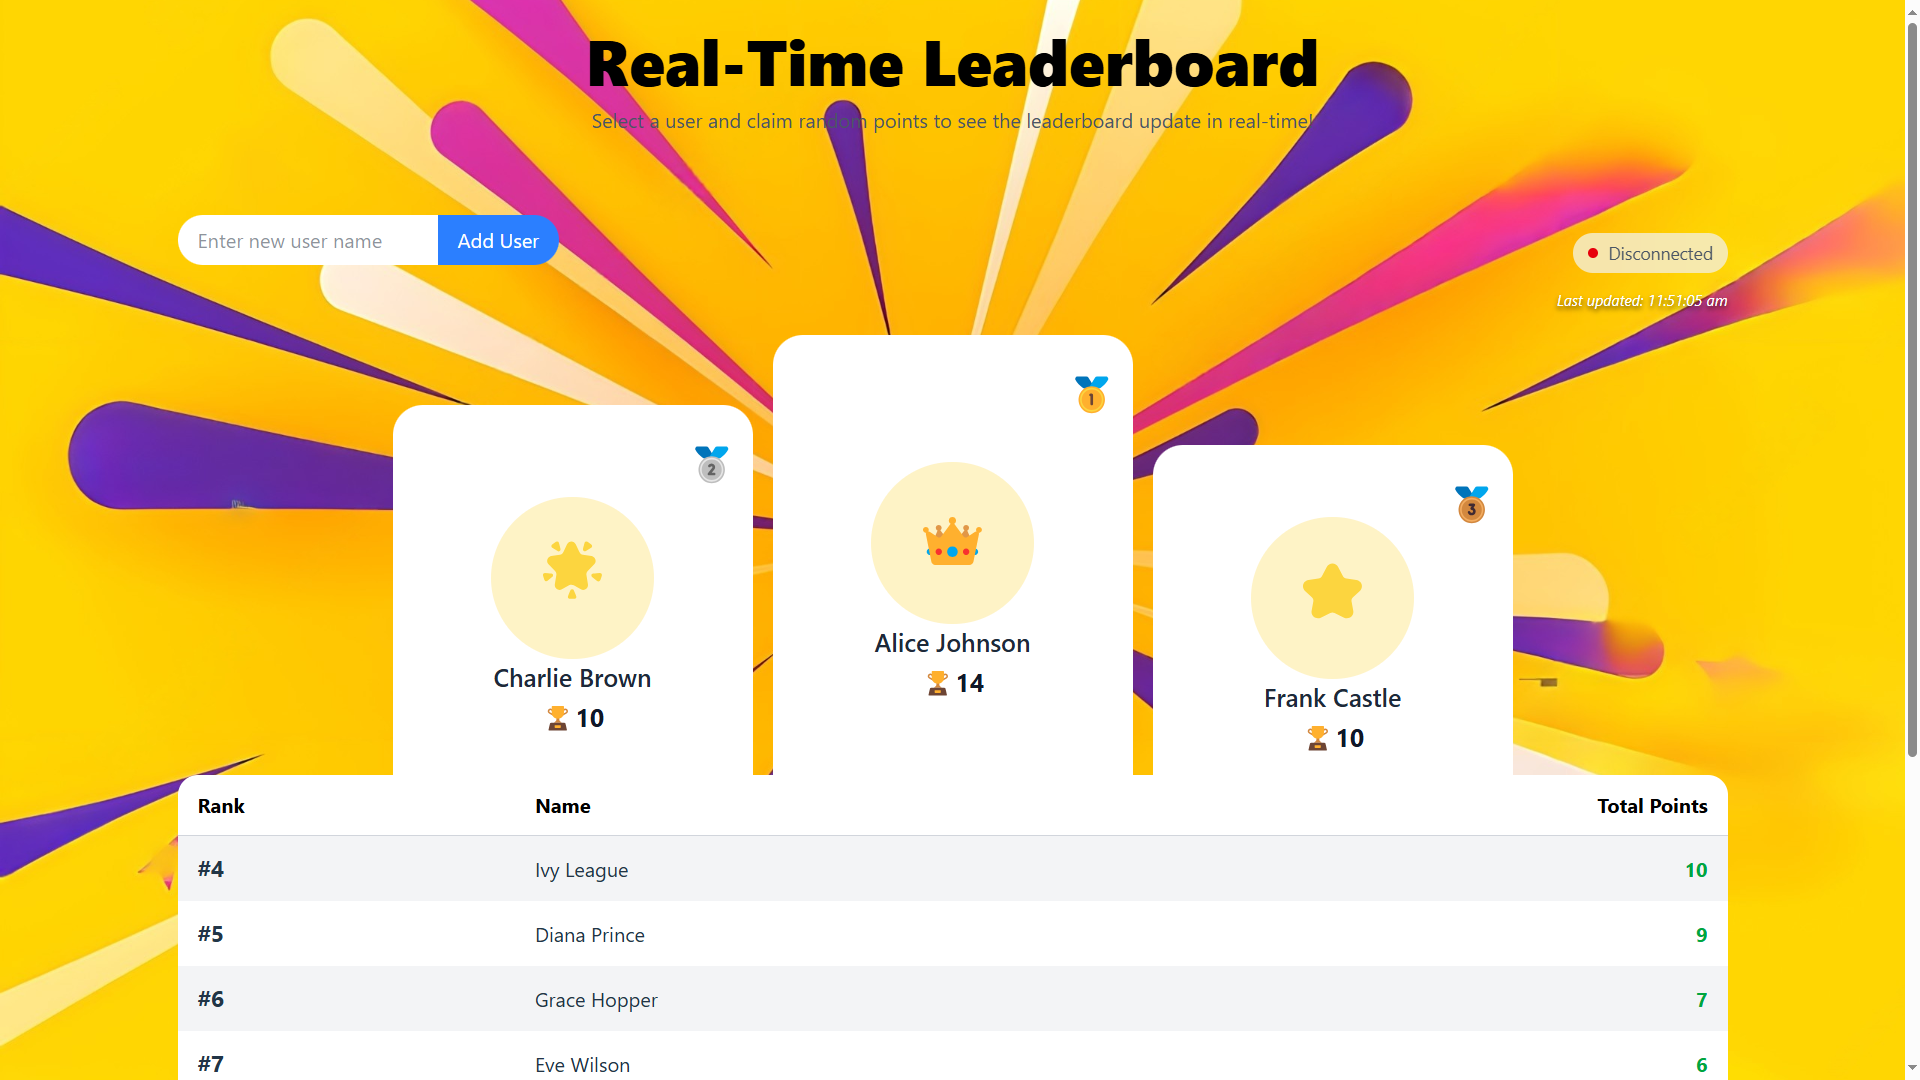 Real-Time Leaderboard
Select a user and claim random points to see the leaderboard update in real-time!
Enter new user name
Add User
Disconnected
Last updated: 11:51:05 am
1
2
3
Alice Johnson
14
Charlie Brown
10
Frank Castle
10
Rank Name Total Points
#4 Ivy League 10
#5 Diana Prince 9
#6 Grace Hopper 7
#7 Eve Wilson 6